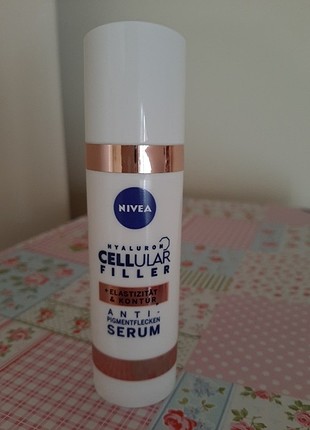 NIVEA
HYALURON
CELLULAR
FILLER
+ ELASTIZITÄT
& KONTUR
ANTI-
PIGMENTFLECKEN
SERUM